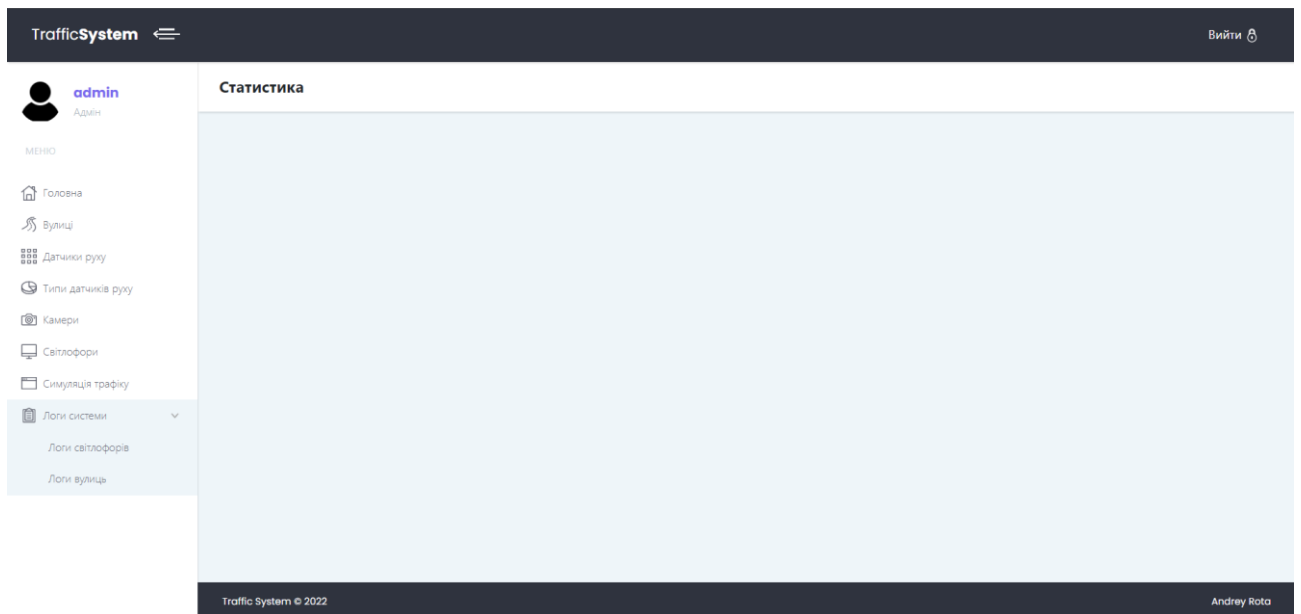 TrafficSystem
Вийти
admin
Адмін
Статистика
МЕНЮ
Головна
Вулиці
Датчики руху
Типи датчиків руху
Камери
Світлофори
Симуляція трафіку
Логи системи
Логи світлофорів
Логи вулиць
Traffic System © 2022
Andrey Rota